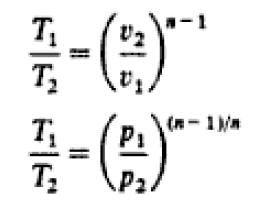 T₁/T₂ = (v₂/v₁)ⁿ⁻¹
T₁/T₂ = (p₁/p₂)⁽ⁿ⁻¹⁾/ⁿ